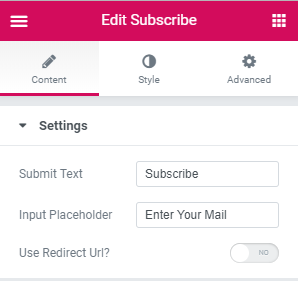 Edit Subscribe
Content Style Advanced
Settings
Submit Text Subscribe
Input Placeholder Enter Your Mail
Use Redirect Url? NO